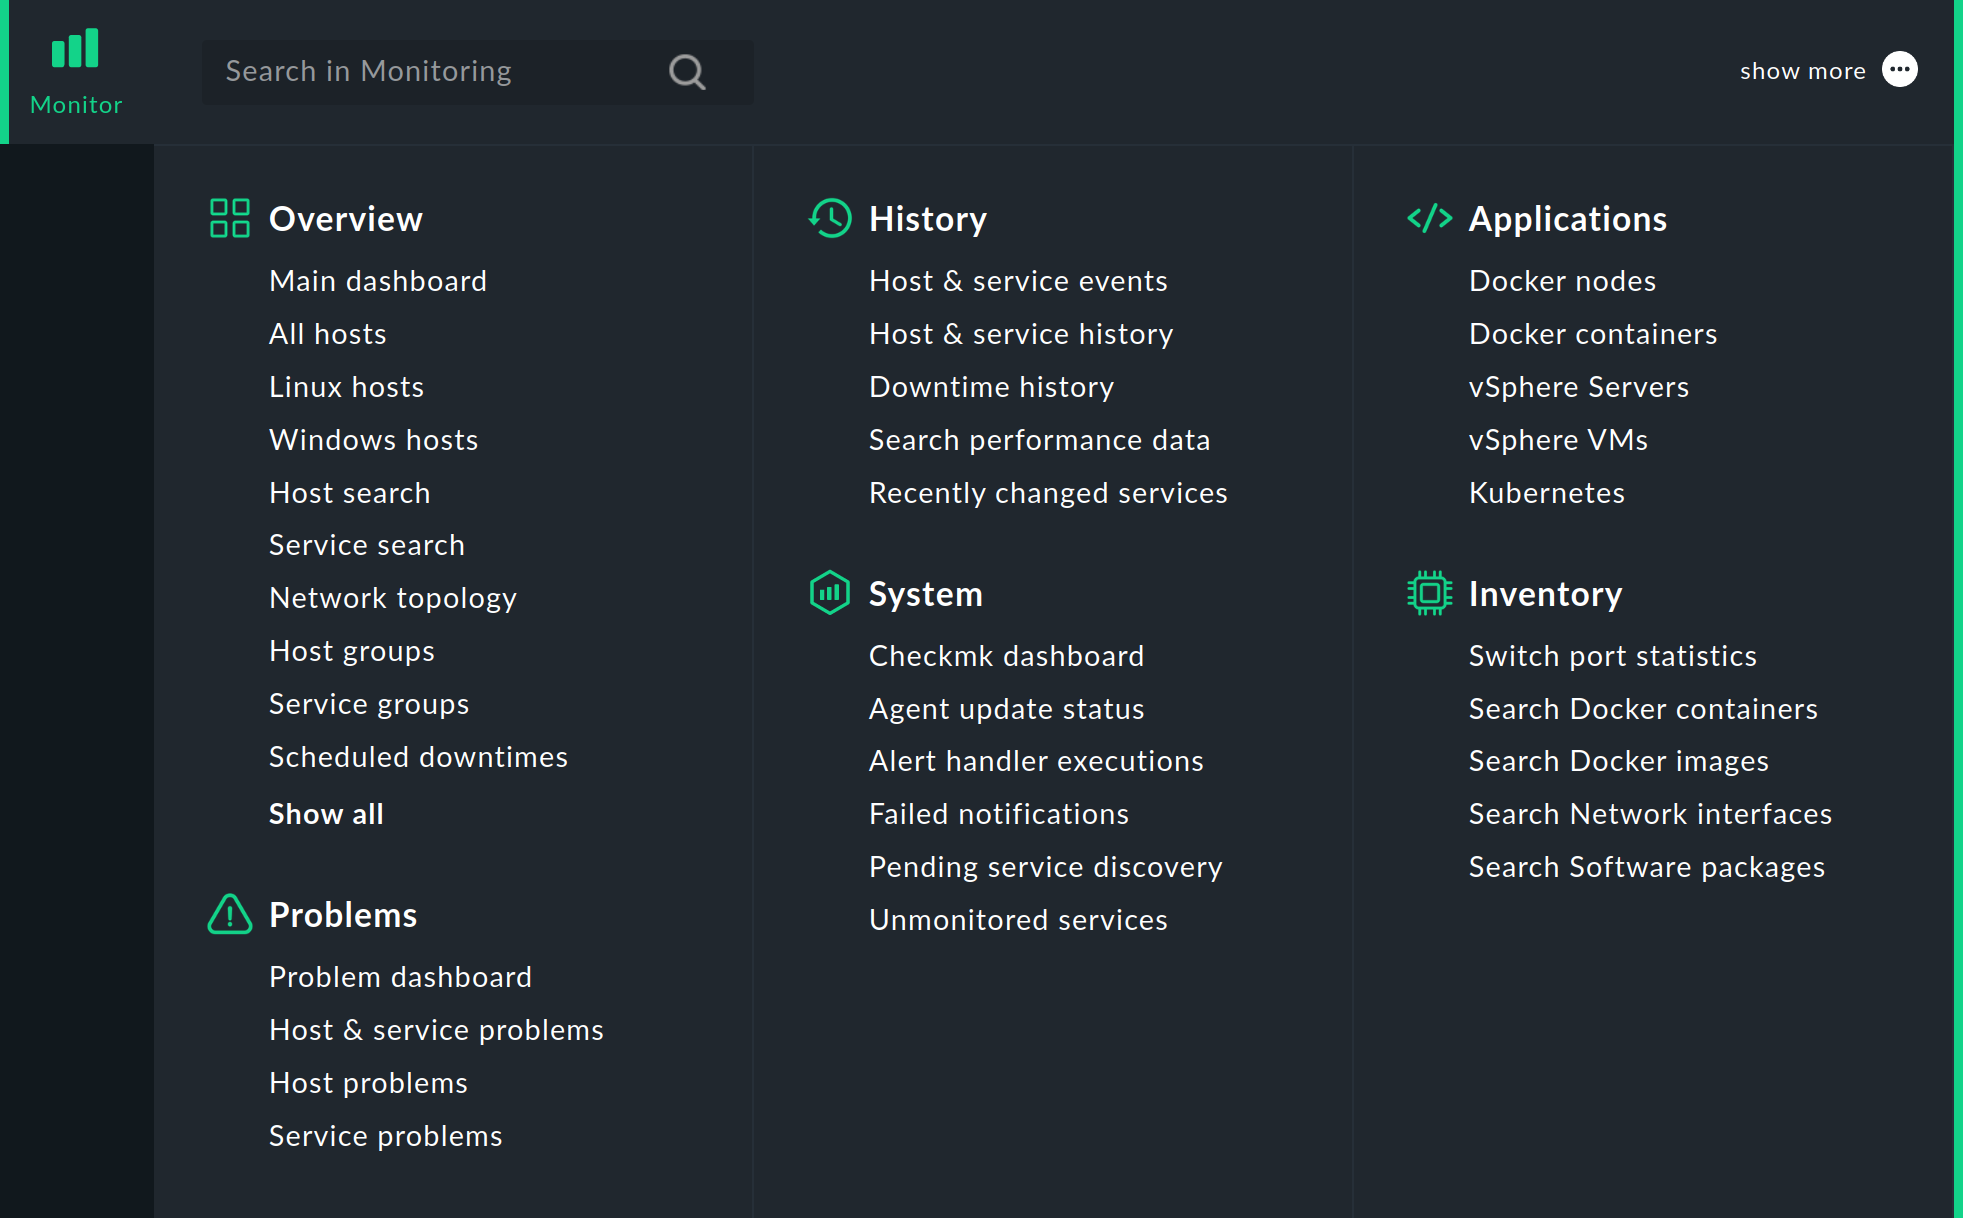 Monitor
Search in Monitoring
show more
Overview
Main dashboard
All hosts
Linux hosts
Windows hosts
Host search
Service search
Network topology
Host groups
Service groups
Scheduled downtimes
Show all
Problems
Problem dashboard
Host & service problems
Host problems
Service problems
History
Host & service events
Host & service history
Downtime history
Search performance data
Recently changed services
System
Checkmk dashboard
Agent update status
Alert handler executions
Failed notifications
Pending service discovery
Unmonitored services
Applications
Docker nodes
Docker containers
vSphere Servers
vSphere VMs
Kubernetes
Inventory
Switch port statistics
Search Docker containers
Search Docker images
Search Network interfaces
Search Software packages